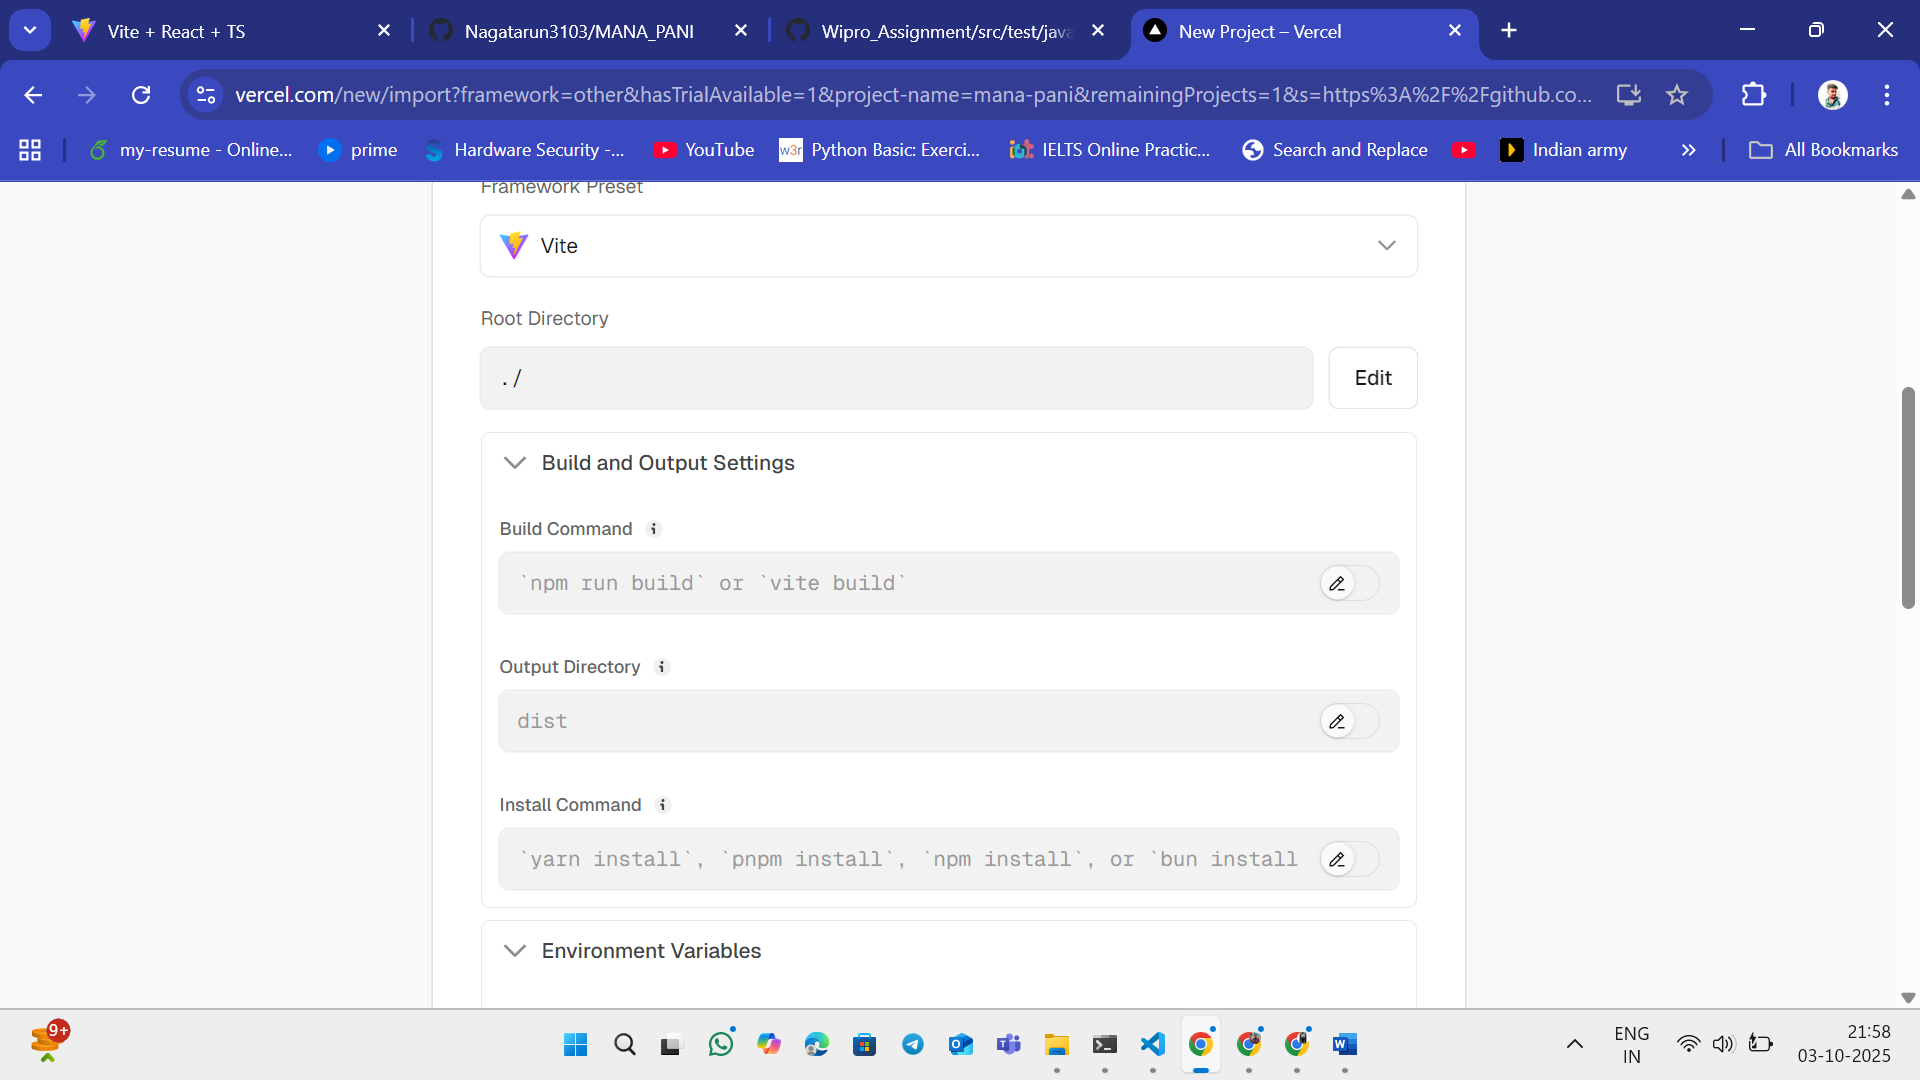 Vite + React + TS
Nagatarun3103/MANA_PANI
Wipro_Assignment/src/test/java
New Project – Vercel
vercel.com/new/import?framework=other&hasTrialAvailable=1&project-name=mana-pani&remainingProjects=1&s=https%3A%2F%2Fgithub.co...
my-resume - Online...
prime
Hardware Security -...
YouTube
w3r
Python Basic: Exerci...
IELTS Online Practic...
Search and Replace
Indian army
All Bookmarks
Framework Preset
Vite
Root Directory
./
Edit
Build and Output Settings
Build Command
`npm run build` or `vite build`
Output Directory
dist
Install Command
`yarn install`, `pnpm install`, `npm install`, or `bun install
Environment Variables
9+
ENG
IN
21:58
03-10-2025